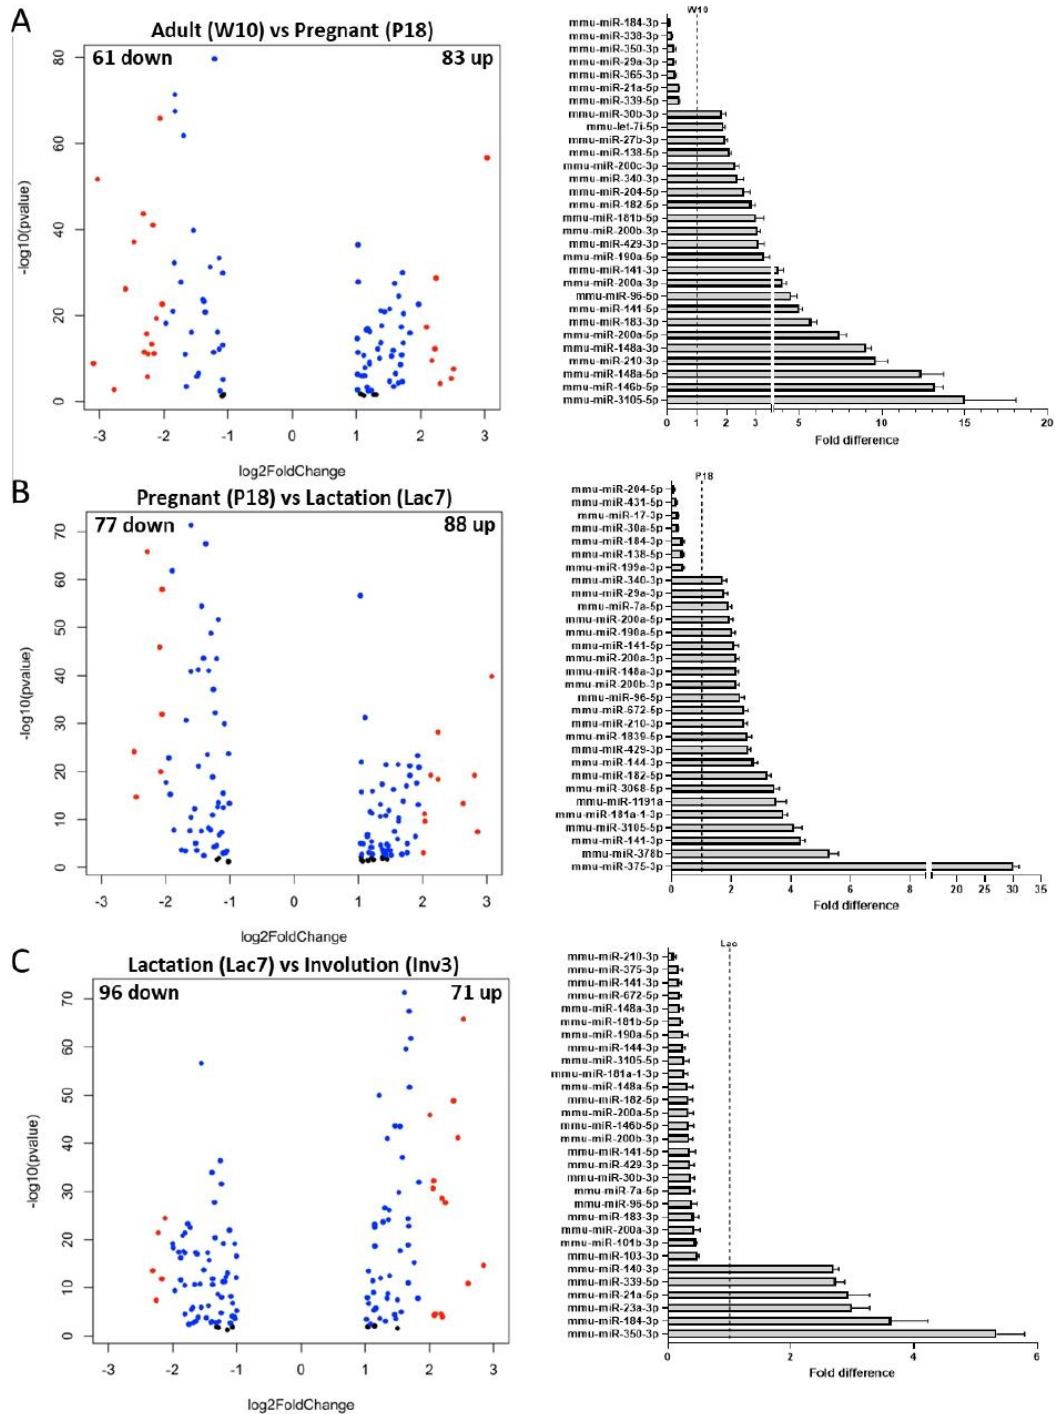 A
Adult (W10) vs Pregnant (P18)
61 down
83 up
80
60
40
20
0
-log10(pvalue)
-3
-2
-1
0
1
2
3
log2FoldChange
W10
mmu-miR-184-3p
mmu-miR-338-3p
mmu-miR-350-3p
mmu-miR-29a-3p
mmu-miR-365-3p
mmu-miR-21a-5p
mmu-miR-339-5p
mmu-miR-30b-3p
mmu-let-7i-5p
mmu-miR-27b-3p
mmu-miR-138-5p
mmu-miR-200c-3p
mmu-miR-340-3p
mmu-miR-204-5p
mmu-miR-182-5p
mmu-miR-181b-5p
mmu-miR-200b-3p
mmu-miR-429-3p
mmu-miR-190a-5p
mmu-miR-141-3p
mmu-miR-200a-3p
mmu-miR-96-5p
mmu-miR-141-5p
mmu-miR-183-3p
mmu-miR-200a-5p
mmu-miR-148a-3p
mmu-miR-210-3p
mmu-miR-148a-5p
mmu-miR-146b-5p
mmu-miR-3105-5p
0
1
2
3
5
10
15
20
Fold difference
B
Pregnant (P18) vs Lactation (Lac7)
77 down
88 up
70
60
50
40
30
20
10
0
-log10(pvalue)
-3
-2
-1
0
1
2
3
log2FoldChange
P18
mmu-miR-204-5p
mmu-miR-431-5p
mmu-miR-17-3p
mmu-miR-30a-5p
mmu-miR-184-3p
mmu-miR-138-5p
mmu-miR-199a-3p
mmu-miR-340-3p
mmu-miR-29a-3p
mmu-miR-7a-5p
mmu-miR-200a-5p
mmu-miR-190a-5p
mmu-miR-141-5p
mmu-miR-200a-3p
mmu-miR-148a-3p
mmu-miR-200b-3p
mmu-miR-96-5p
mmu-miR-672-5p
mmu-miR-210-3p
mmu-miR-1839-5p
mmu-miR-429-3p
mmu-miR-144-3p
mmu-miR-182-5p
mmu-miR-3068-5p
mmu-miR-1191a
mmu-miR-181a-1-3p
mmu-miR-3105-5p
mmu-miR-141-3p
mmu-miR-378b
mmu-miR-375-3p
0
2
4
6
8
20
25
30
35
Fold difference
C
Lactation (Lac7) vs Involution (Inv3)
96 down
71 up
70
60
50
40
30
20
10
0
-log10(pvalue)
-3
-2
-1
0
1
2
3
log2FoldChange
Lac
mmu-miR-210-3p
mmu-miR-375-3p
mmu-miR-141-3p
mmu-miR-672-5p
mmu-miR-148a-3p
mmu-miR-181b-5p
mmu-miR-190a-5p
mmu-miR-144-3p
mmu-miR-3105-5p
mmu-miR-181a-1-3p
mmu-miR-148a-5p
mmu-miR-182-5p
mmu-miR-200a-5p
mmu-miR-146b-5p
mmu-miR-200b-3p
mmu-miR-141-5p
mmu-miR-429-3p
mmu-miR-30b-3p
mmu-miR-7a-5p
mmu-miR-96-5p
mmu-miR-183-3p
mmu-miR-200a-3p
mmu-miR-101b-3p
mmu-miR-103-3p
mmu-miR-140-3p
mmu-miR-339-5p
mmu-miR-21a-5p
mmu-miR-23a-3p
mmu-miR-184-3p
mmu-miR-350-3p
0
2
4
6
Fold difference